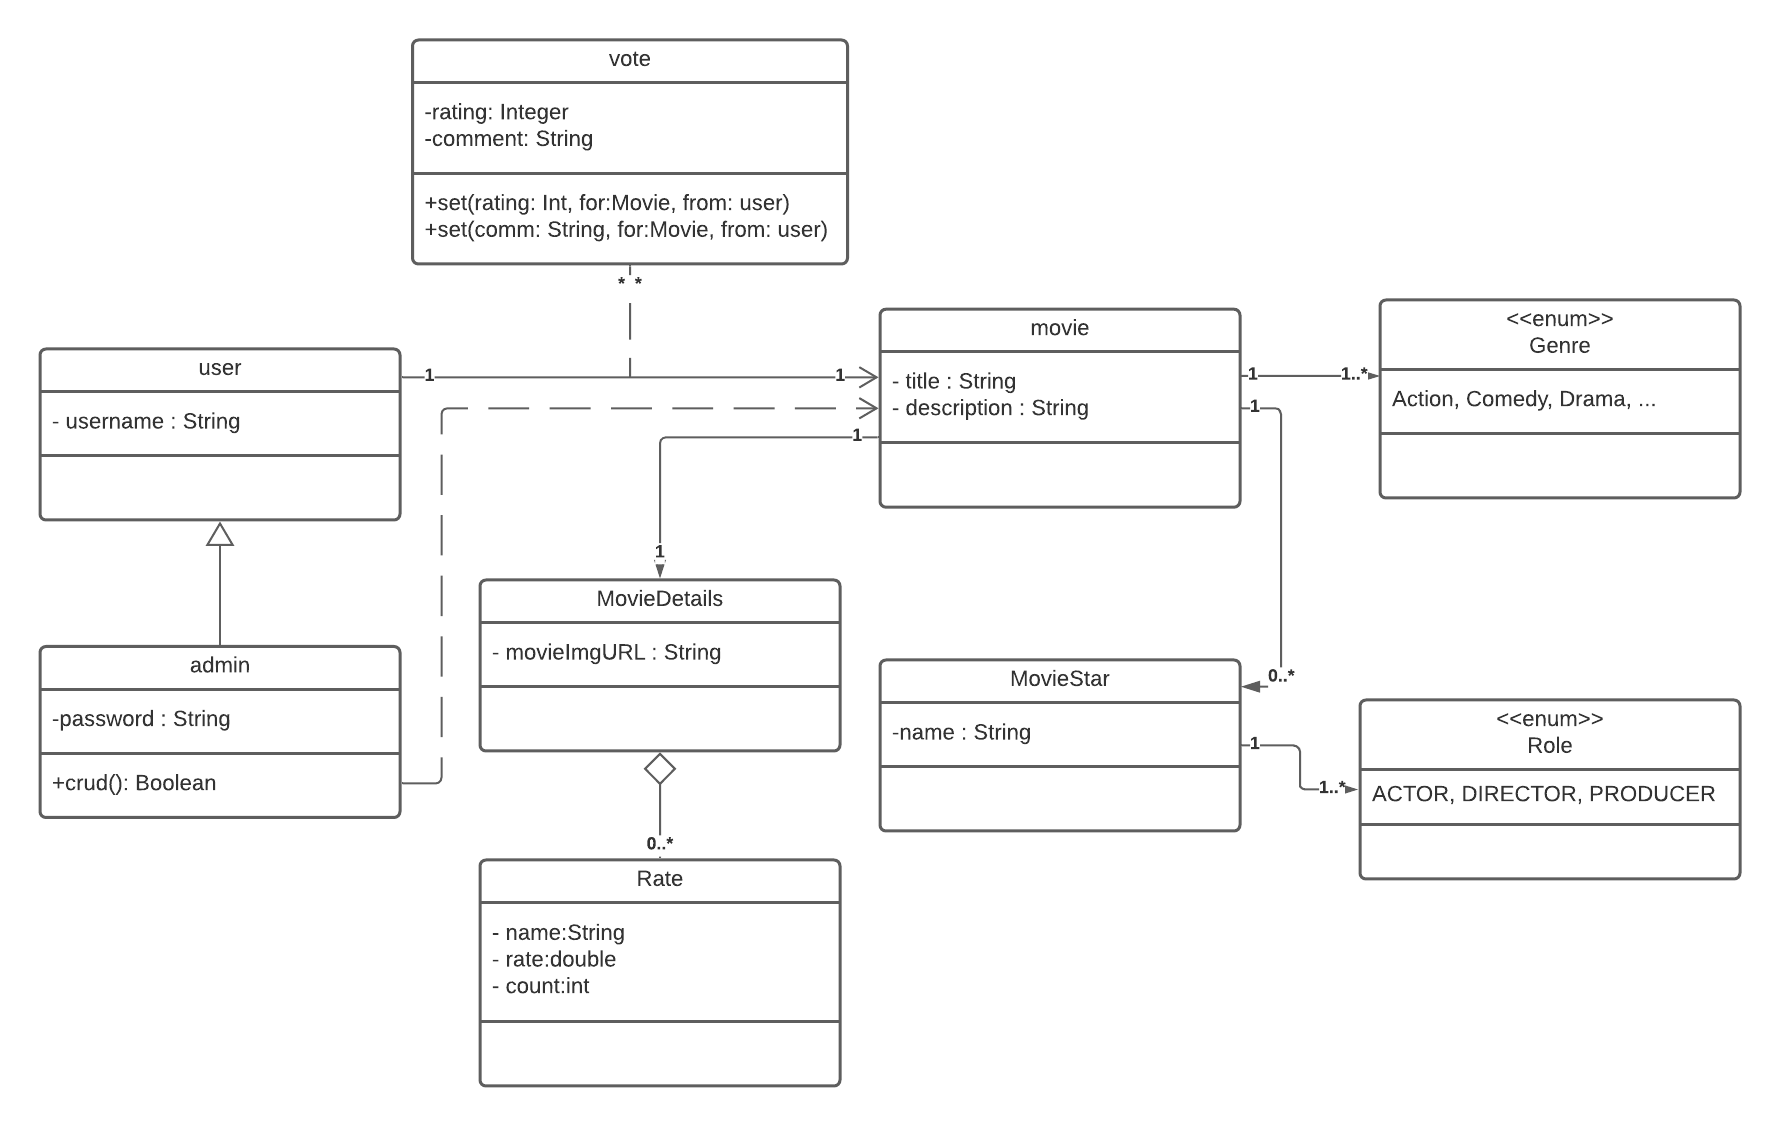 vote
-rating: Integer
-comment: String
+set(rating: Int, for:Movie, from: user)
+set(comm: String, for:Movie, from: user)
* *
user
- username : String
1
1
movie
- title : String
- description : String
1
1
1..*
<<enum>>
Genre
Action, Comedy, Drama, ...
1
1
MovieDetails
- movieImgURL : String
admin
-password : String
+crud(): Boolean
0..*
MovieStar
-name : String
1
1..*
<<enum>>
Role
ACTOR, DIRECTOR, PRODUCER
0..*
Rate
- name:String
- rate:double
- count:int